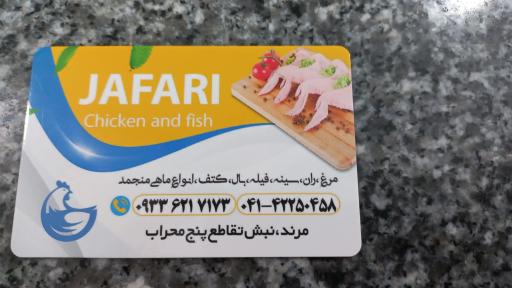 JAFARI
Chicken and fish
مرغ، ران، سینه، فیله، بال، کتف، انواع ماهی منجمد
۰۹۳۳ ۶۲۱ ۷۱۷۳ ۰۴۱-۴۲۲۵۰۴۵۸
مرند، نبش تقاطع پنج محراب